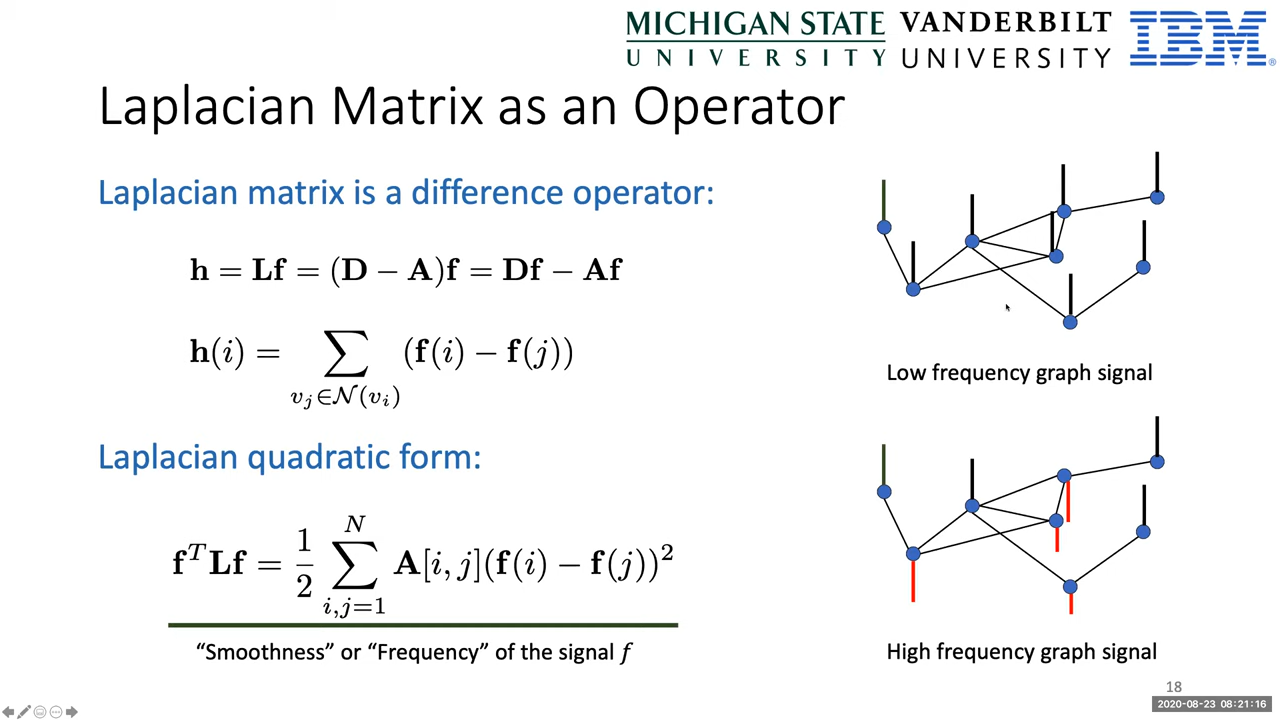 MICHIGAN STATE
UNIVERSITY
VANDERBILT
UNIVERSITY
IBM®
Laplacian Matrix as an Operator
Laplacian matrix is a difference operator:
h = Lf = (D − A)f = Df − Af
h(i) = ∑_{v_j∈𝒩(v_i)} (f(i) − f(j))
Laplacian quadratic form:
f^T Lf = 1/2 ∑_{i,j=1}^{N} A[i, j](f(i) − f(j))^2
“Smoothness” or “Frequency” of the signal f
Low frequency graph signal
High frequency graph signal
18
2020-08-23 08:21:16